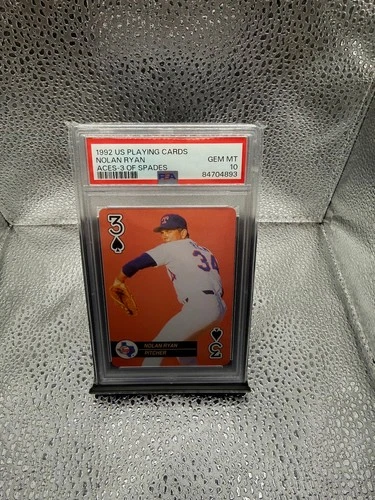 1992 US PLAYING CARDS
NOLAN RYAN GEM MT
ACES-3 OF SPADES 10
84704893
3
34
NOLAN RYAN
PITCHER
3